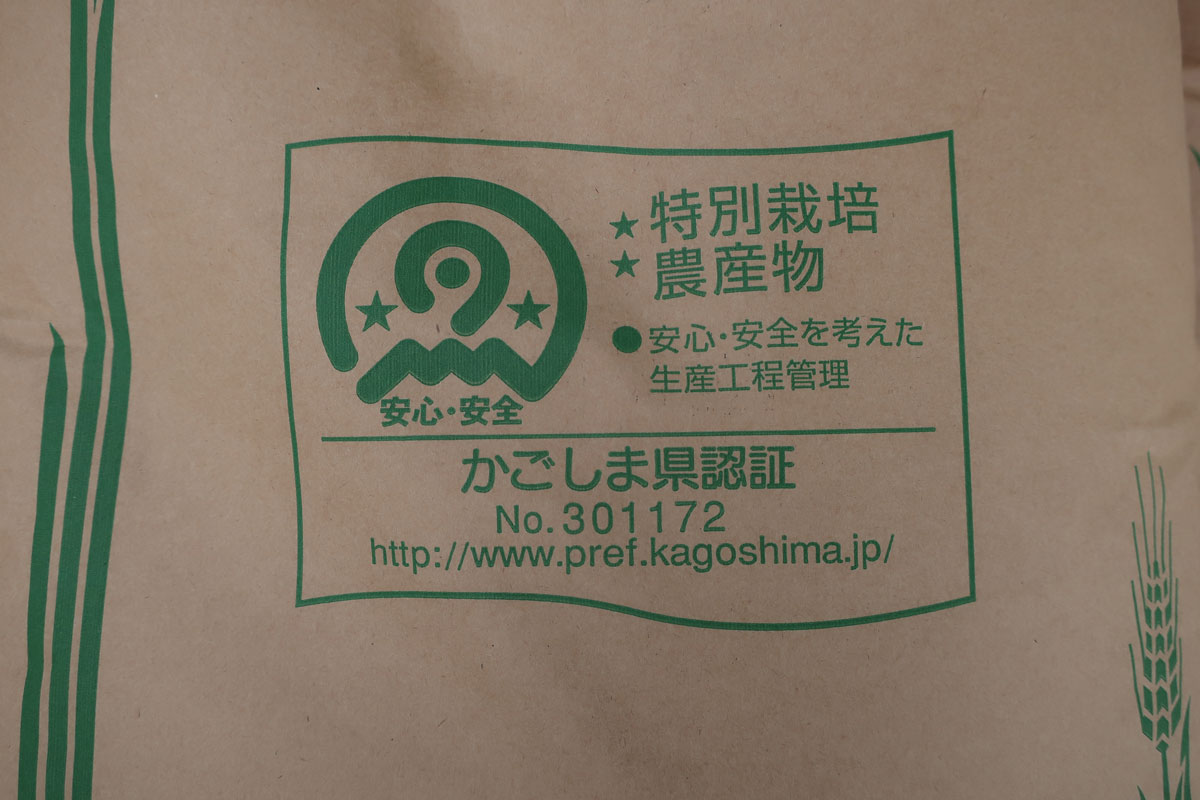 ★特別栽培
★農産物
●安心・安全を考えた
生産工程管理
安心・安全
かごしま県認証
No.301172
http://www.pref.kagoshima.jp/